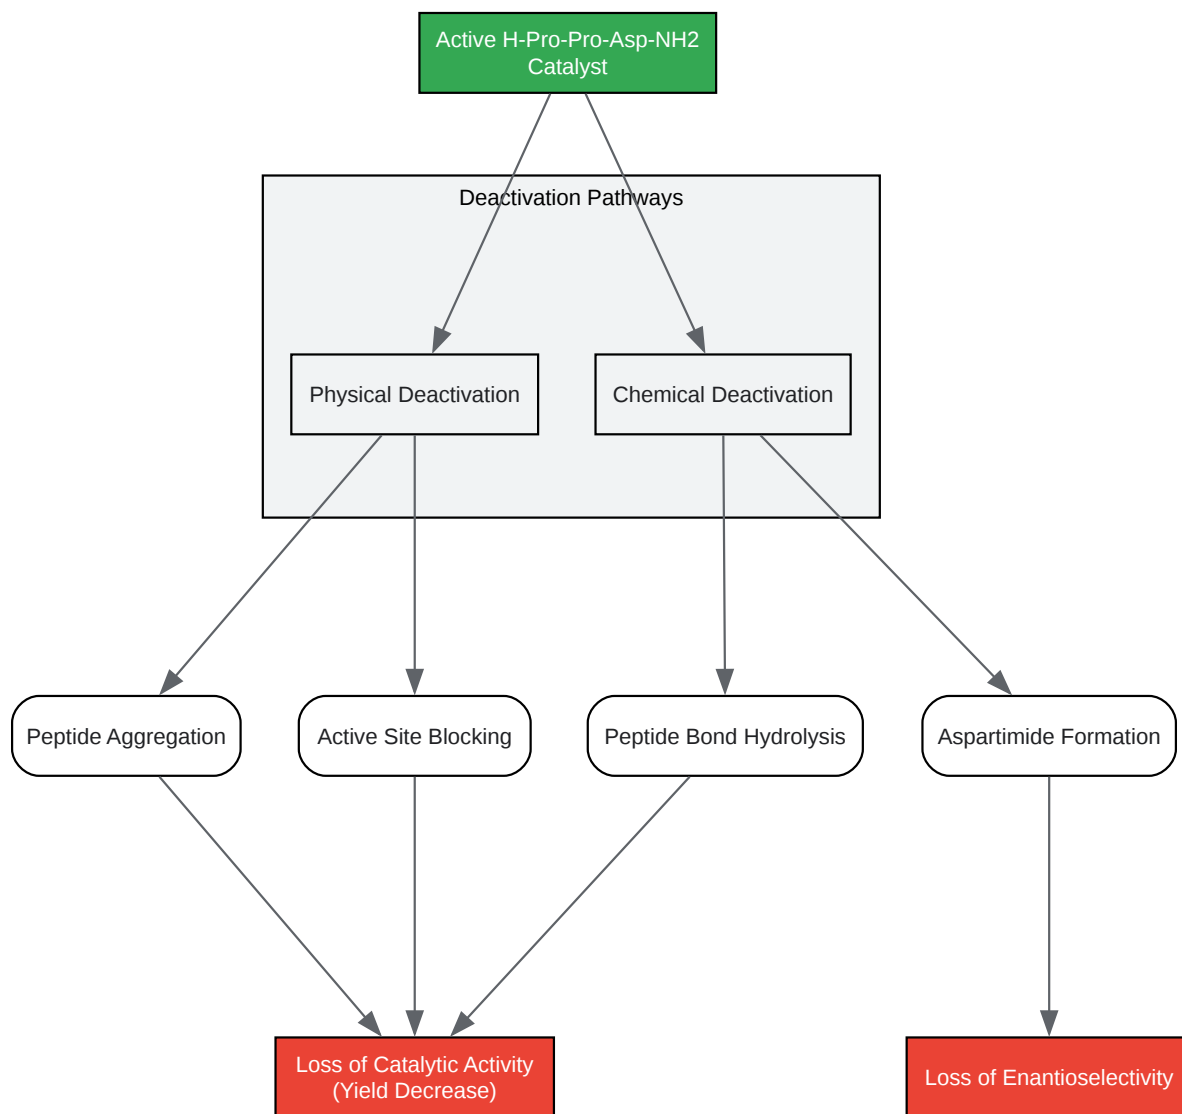 Active H-Pro-Pro-Asp-NH2
Catalyst
Deactivation Pathways
Physical Deactivation
Chemical Deactivation
Peptide Aggregation
Active Site Blocking
Peptide Bond Hydrolysis
Aspartimide Formation
Loss of Catalytic Activity
(Yield Decrease)
Loss of Enantioselectivity